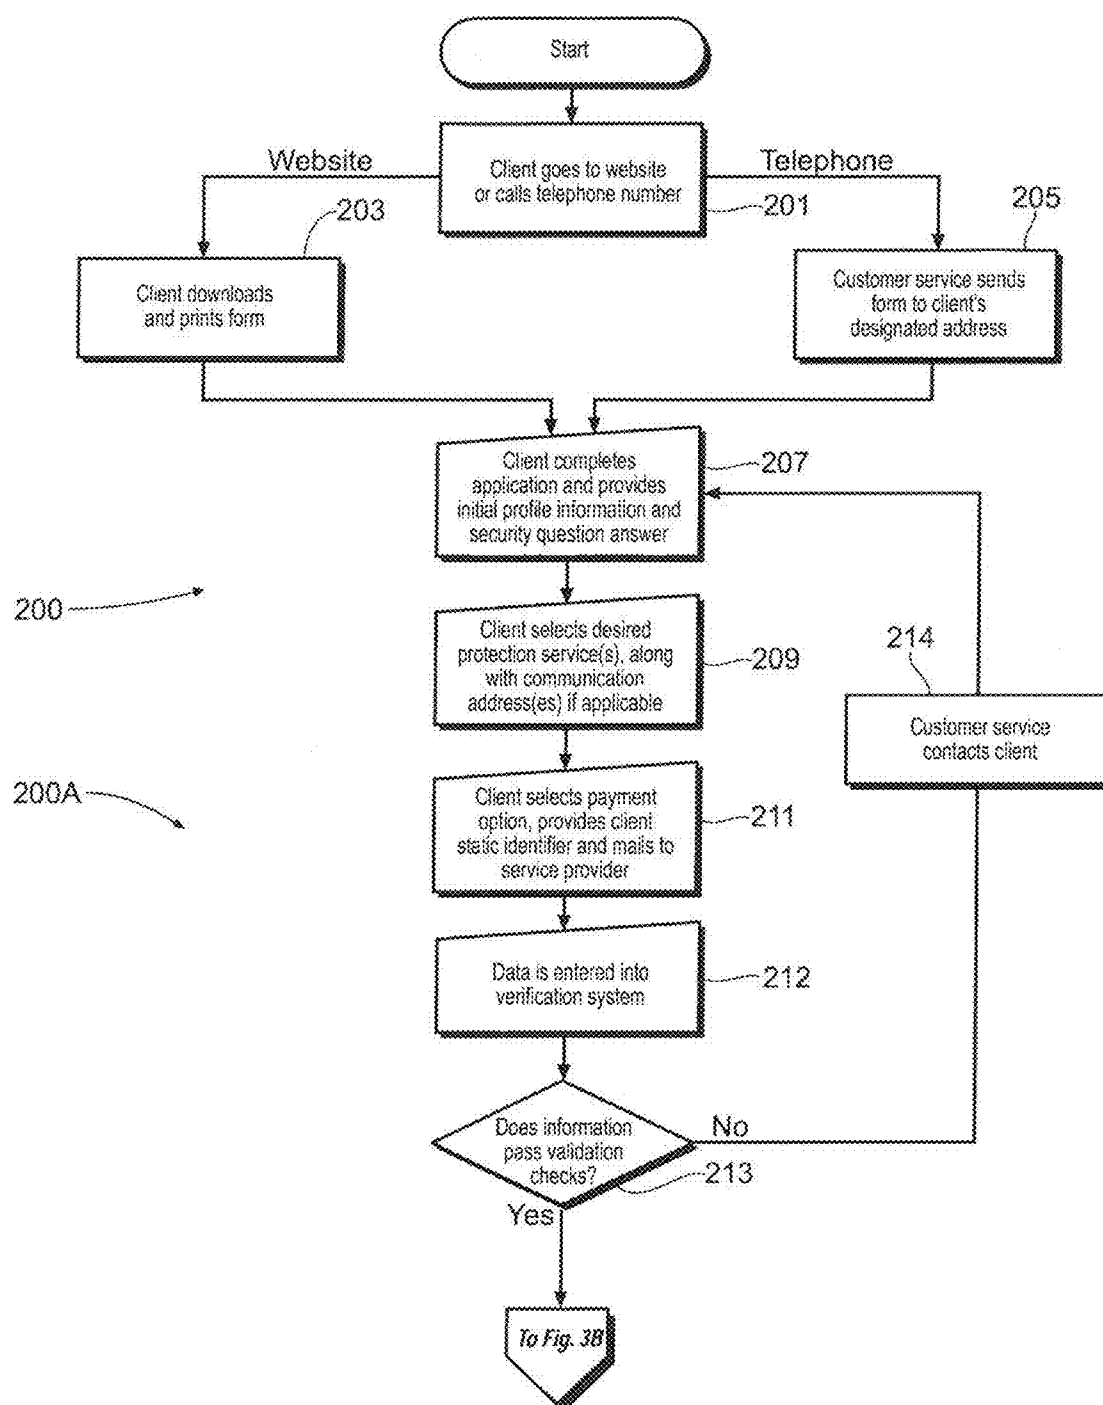 Start
Website
Client goes to website
or calls telephone number
Telephone
201
203
205
Client downloads
and prints form
Customer service sends
form to client's
designated address
Client completes
application and provides
initial profile information and
security question answer
207
200
Client selects desired
protection service(s), along
with communication
address(es) if applicable
209
214
Customer service
contacts client
200A
Client selects payment
option, provides client
static identifier and mails to
service provider
211
Data is entered into
verification system
212
Does information
pass validation
checks?
No
213
Yes
To Fig. 3B